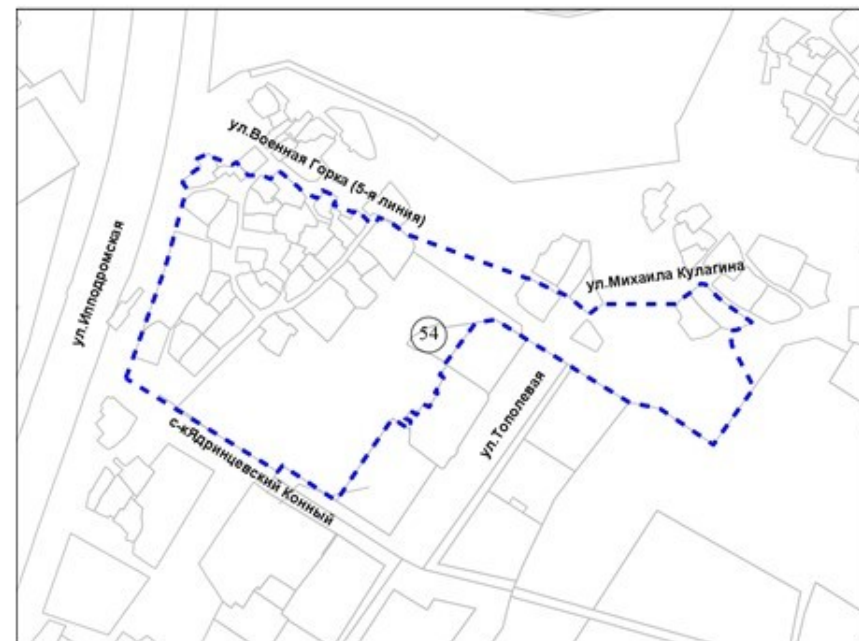 ул.Военная Горка (5-я линия)
ул.Ипподромская
ул.Михаила Кулагина
54
ул.Тополевая
с-кЯдринцевский Конный